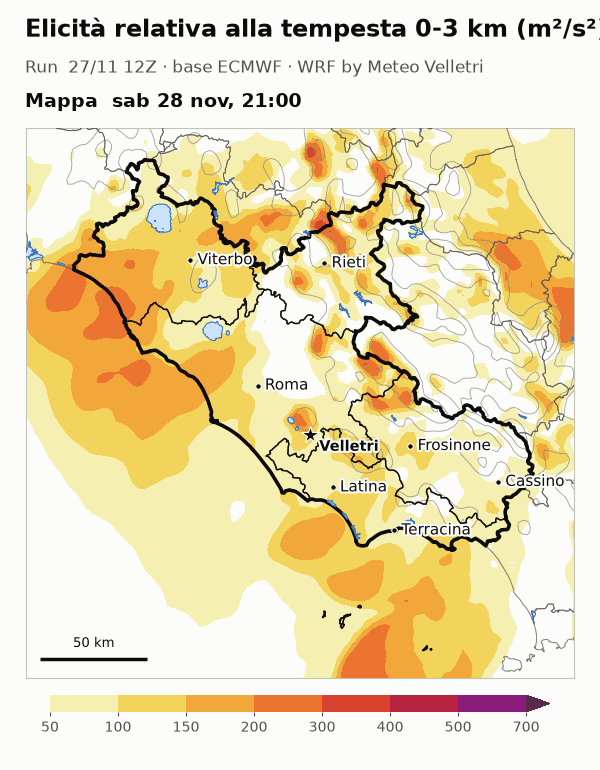 Elicità relativa alla tempesta 0-3 km (m²/s²)
Run 27/11 12Z · base ECMWF · WRF by Meteo Velletri
Mappa sab 28 nov, 21:00
Viterbo
Rieti
Roma
Velletri
Frosinone
Latina
Cassino
Terracina
50 km
50 100 150 200 300 400 500 700